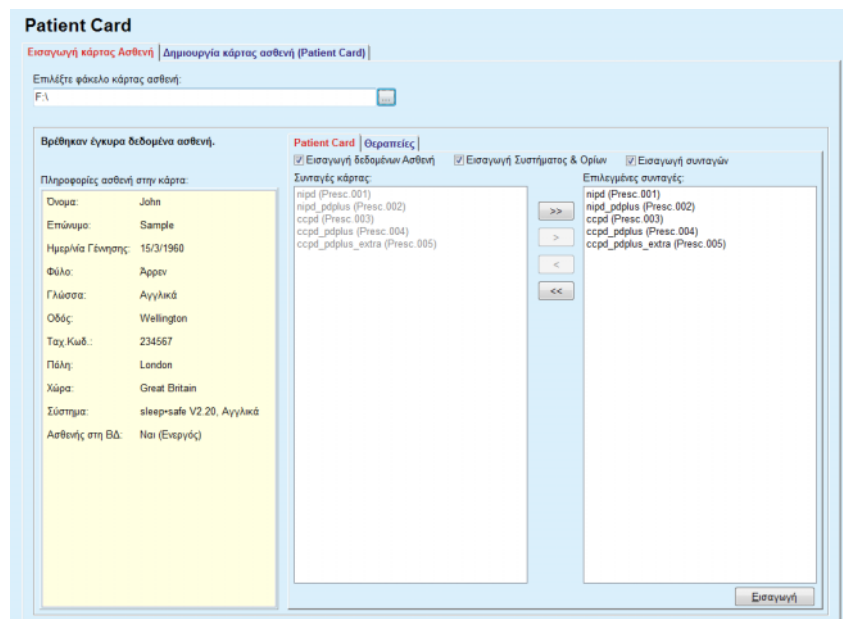 Patient Card
Εισαγωγή κάρτας Ασθενή
Δημιουργία κάρτας ασθενή (Patient Card)
Επιλέξτε φάκελο κάρτας ασθενή:
F:\
...
Βρέθηκαν έγκυρα δεδομένα ασθενή.
Πληροφορίες ασθενή στην κάρτα:
Όνομα: John
Επώνυμο: Sample
Ημερ/νία Γέννησης: 15/3/1960
Φύλο: Άρρεν
Γλώσσα: Αγγλικά
Οδός: Wellington
Ταχ.Κωδ.: 234567
Πόλη: London
Χώρα: Great Britain
Σύστημα: sleep•safe V2.20, Αγγλικά
Ασθενής στη ΒΔ: Ναι (Ενεργός)
Patient Card
Θεραπείες
Εισαγωγή δεδομένων Ασθενή
Εισαγωγή Συστήματος & Ορίων
Εισαγωγή συνταγών
Συνταγές κάρτας:
nipd (Presc.001)
nipd_pdplus (Presc.002)
ccpd (Presc.003)
ccpd_pdplus (Presc.004)
ccpd_pdplus_extra (Presc.005)
>>
>
<
<<
Επιλεγμένες συνταγές:
nipd (Presc.001)
nipd_pdplus (Presc.002)
ccpd (Presc.003)
ccpd_pdplus (Presc.004)
ccpd_pdplus_extra (Presc.005)
Εισαγωγή